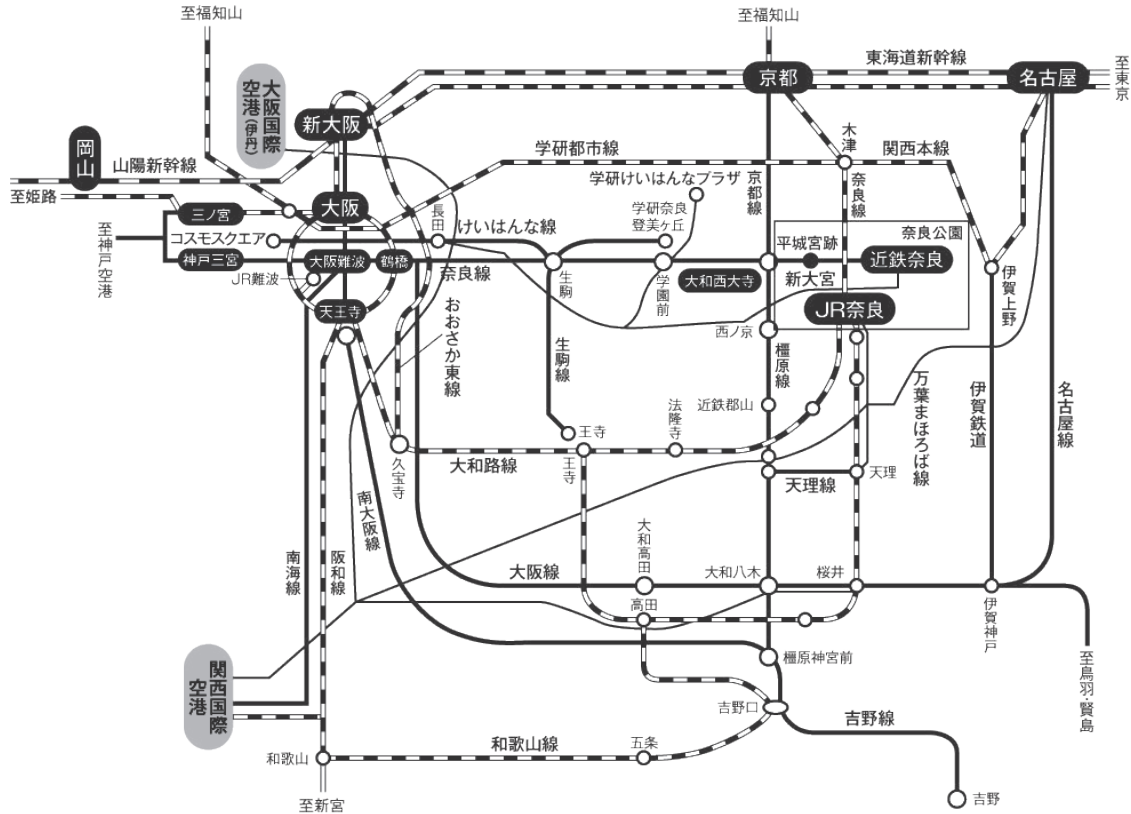 至福知山
至福知山
東海道新幹線
至東京
京都
名古屋
大阪国際
空港(伊丹)
新大阪
岡山
山陽新幹線
至姫路
木津
学研都市線
関西本線
京都線
奈良線
学研けいはんなプラザ
三ノ宮
大阪
長田
けいはんな線
学研奈良
登美ヶ丘
至神戸空港
コスモスクエア
平城宮跡
奈良公園
神戸三宮
大阪難波
鶴橋
奈良線
生駒
学園前
大和西大寺
新大宮
近鉄奈良
伊賀上野
JR難波
天王寺
JR奈良
西ノ京
おおさか東線
生駒線
橿原線
万葉まほろば線
伊賀鉄道
名古屋線
近鉄郡山
法隆寺
王寺
王寺
久宝寺
大和路線
天理線
天理
南大阪線
南海線
阪和線
大和高田
大阪線
大和八木
桜井
高田
伊賀神戸
橿原神宮前
至鳥羽・賢島
関西国際
空港
吉野口
吉野線
和歌山
和歌山線
五条
至新宮
吉野